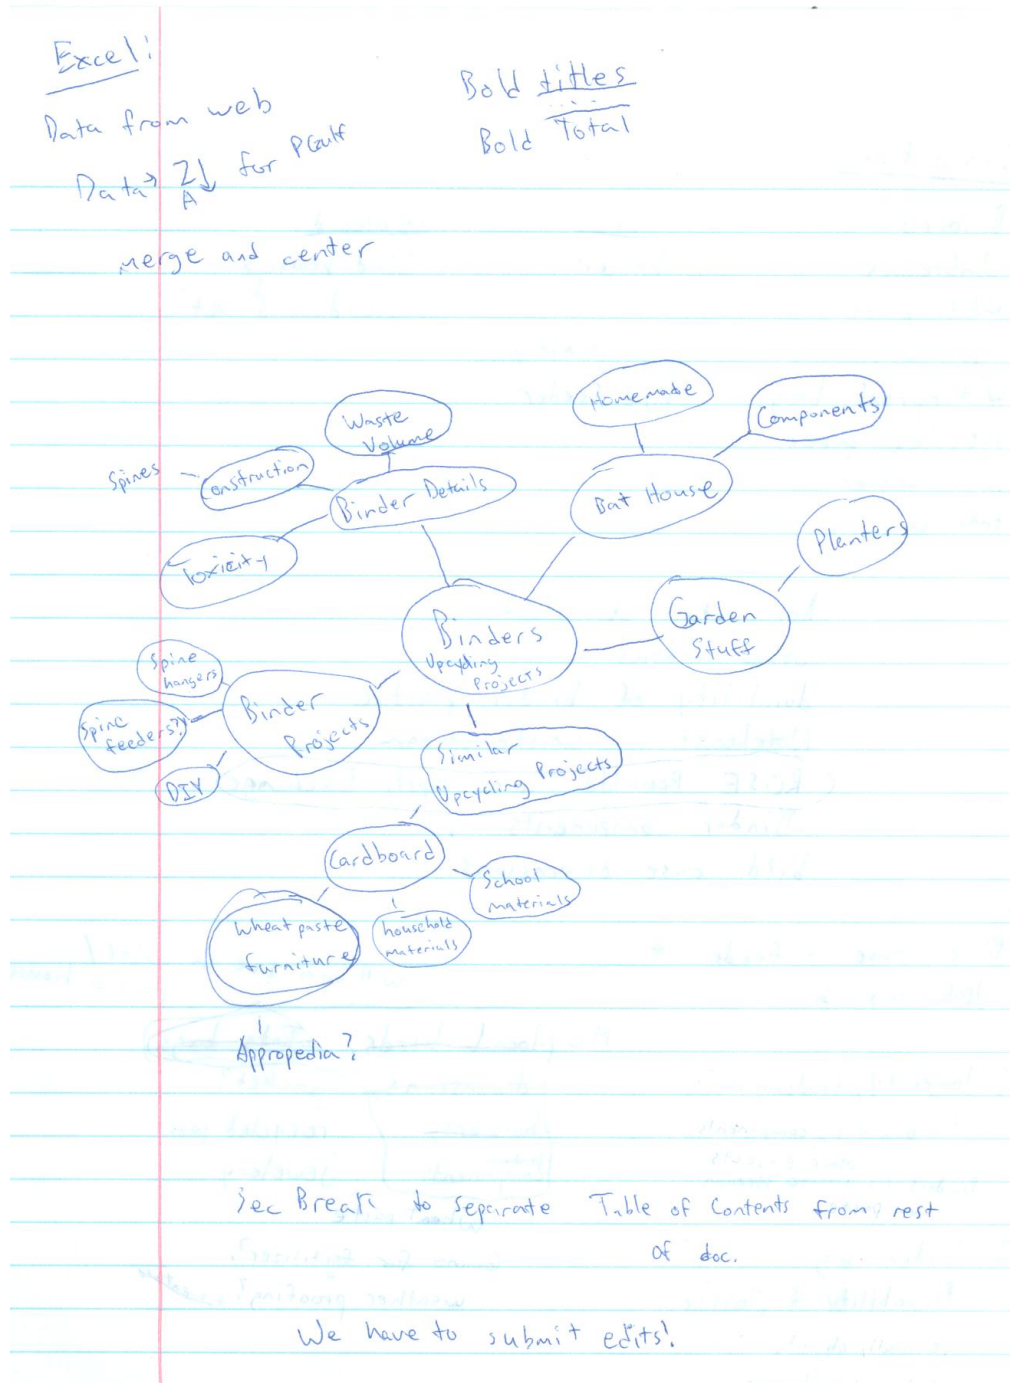 Excel:
Bold titles
Data from web
Bold Total
Data → Z↓ for
A
merge and center
Homemade
Components
Waste
Volume
Spines
Construction
Binder Details
Bat House
Planters
Toxicity
Garden
Stuff
Binders
Upcycling
Projects
Spine
hangers
Binder
Projects
Spine
feeders?
DIY
Similar
Upcycling Projects
Cardboard
School
materials
Wheatpaste
furniture
household
materials
Appropedia?
Sec Break to separate Table of Contents from rest
of doc.
We have to submit edits!